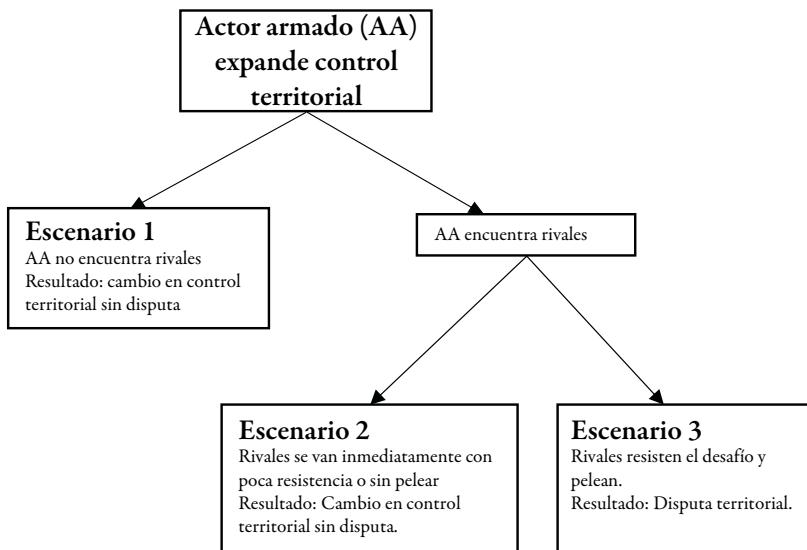 Actor armado (AA)
expande control
territorial
Escenario 1
AA no encuentra rivales
Resultado: cambio en control
territorial sin disputa
AA encuentra rivales
Escenario 2
Rivales se van inmediatamente con
poca resistencia o sin pelear
Resultado: Cambio en control
territorial sin disputa.
Escenario 3
Rivales resisten el desafío y
pelean.
Resultado: Disputa territorial.